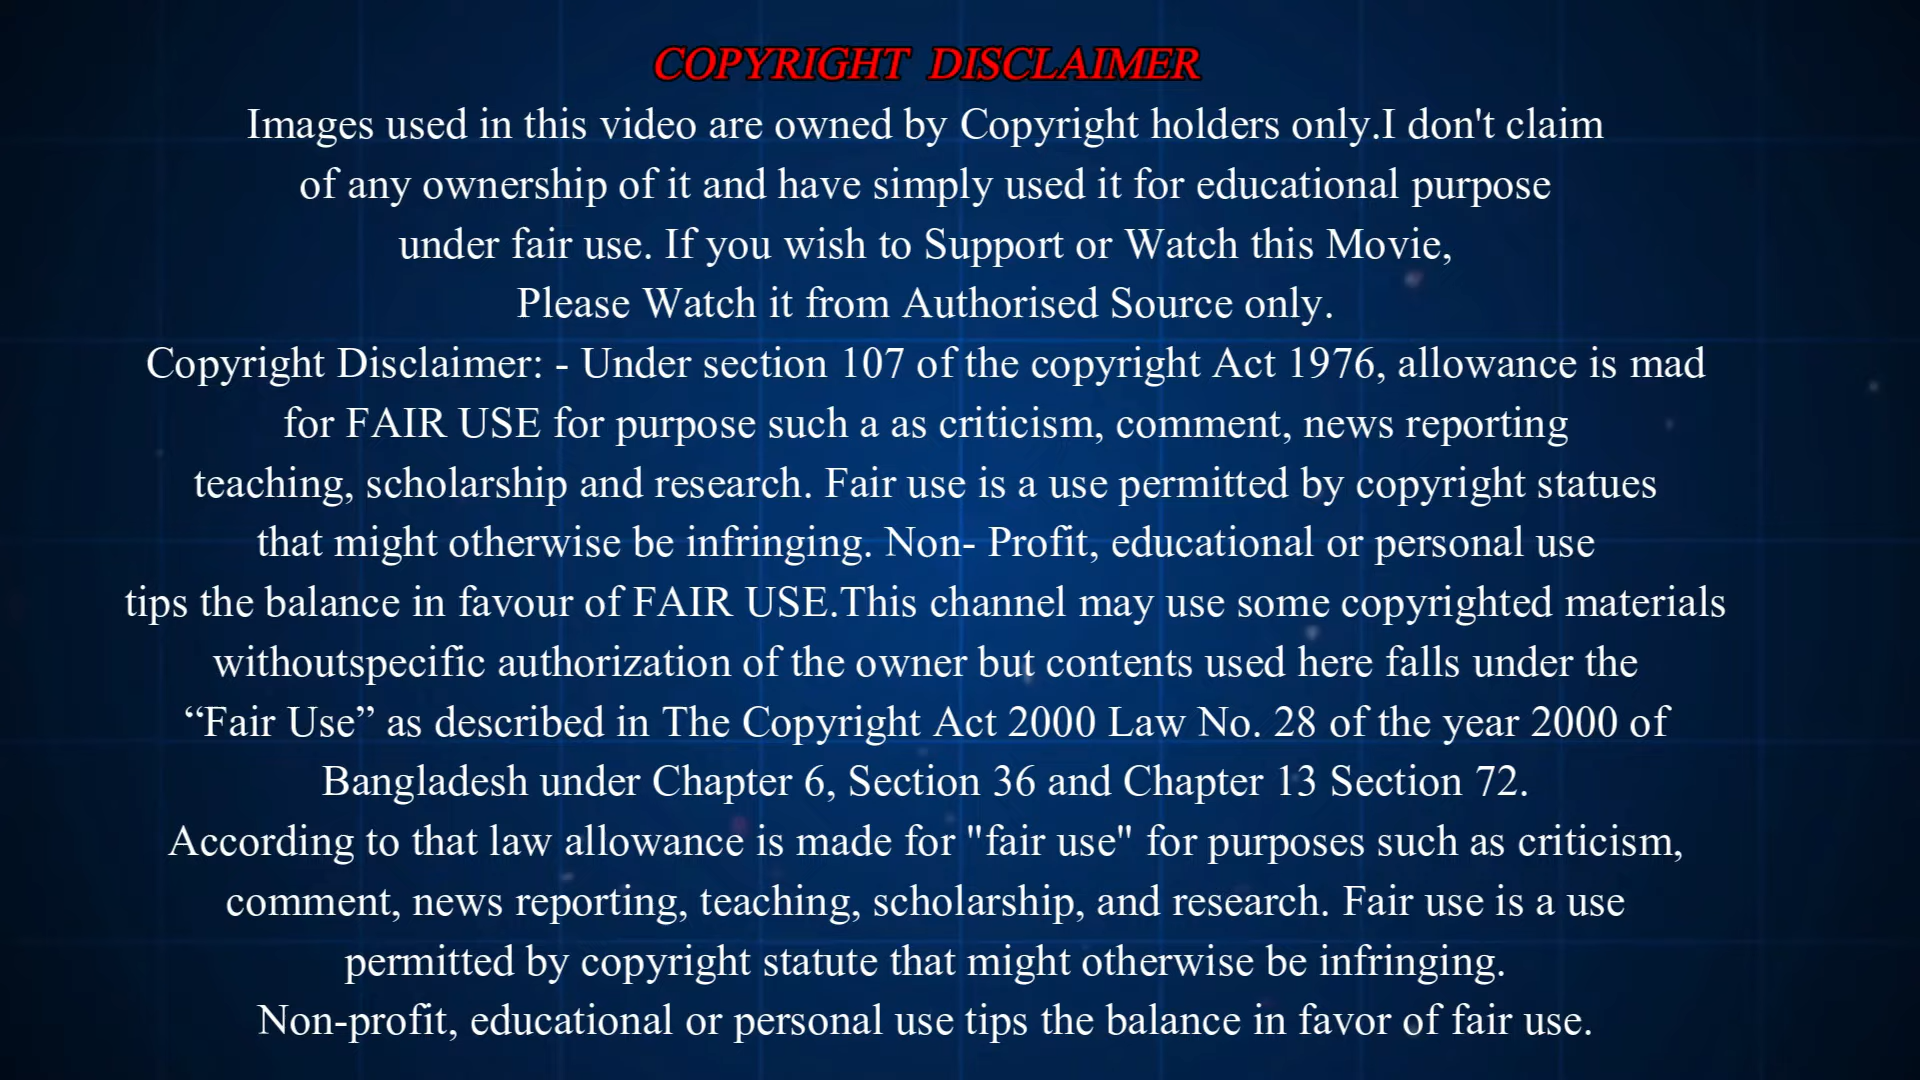 COPYRIGHT DISCLAIMER
Images used in this video are owned by Copyright holders only.I don't claim
of any ownership of it and have simply used it for educational purpose
under fair use. If you wish to Support or Watch this Movie,
Please Watch it from Authorised Source only.
Copyright Disclaimer: - Under section 107 of the copyright Act 1976, allowance is mad
for FAIR USE for purpose such a as criticism, comment, news reporting
teaching, scholarship and research. Fair use is a use permitted by copyright statues
that might otherwise be infringing. Non- Profit, educational or personal use
tips the balance in favour of FAIR USE.This channel may use some copyrighted materials
withoutspecific authorization of the owner but contents used here falls under the
“Fair Use” as described in The Copyright Act 2000 Law No. 28 of the year 2000 of
Bangladesh under Chapter 6, Section 36 and Chapter 13 Section 72.
According to that law allowance is made for "fair use" for purposes such as criticism,
comment, news reporting, teaching, scholarship, and research. Fair use is a use
permitted by copyright statute that might otherwise be infringing.
Non-profit, educational or personal use tips the balance in favor of fair use.